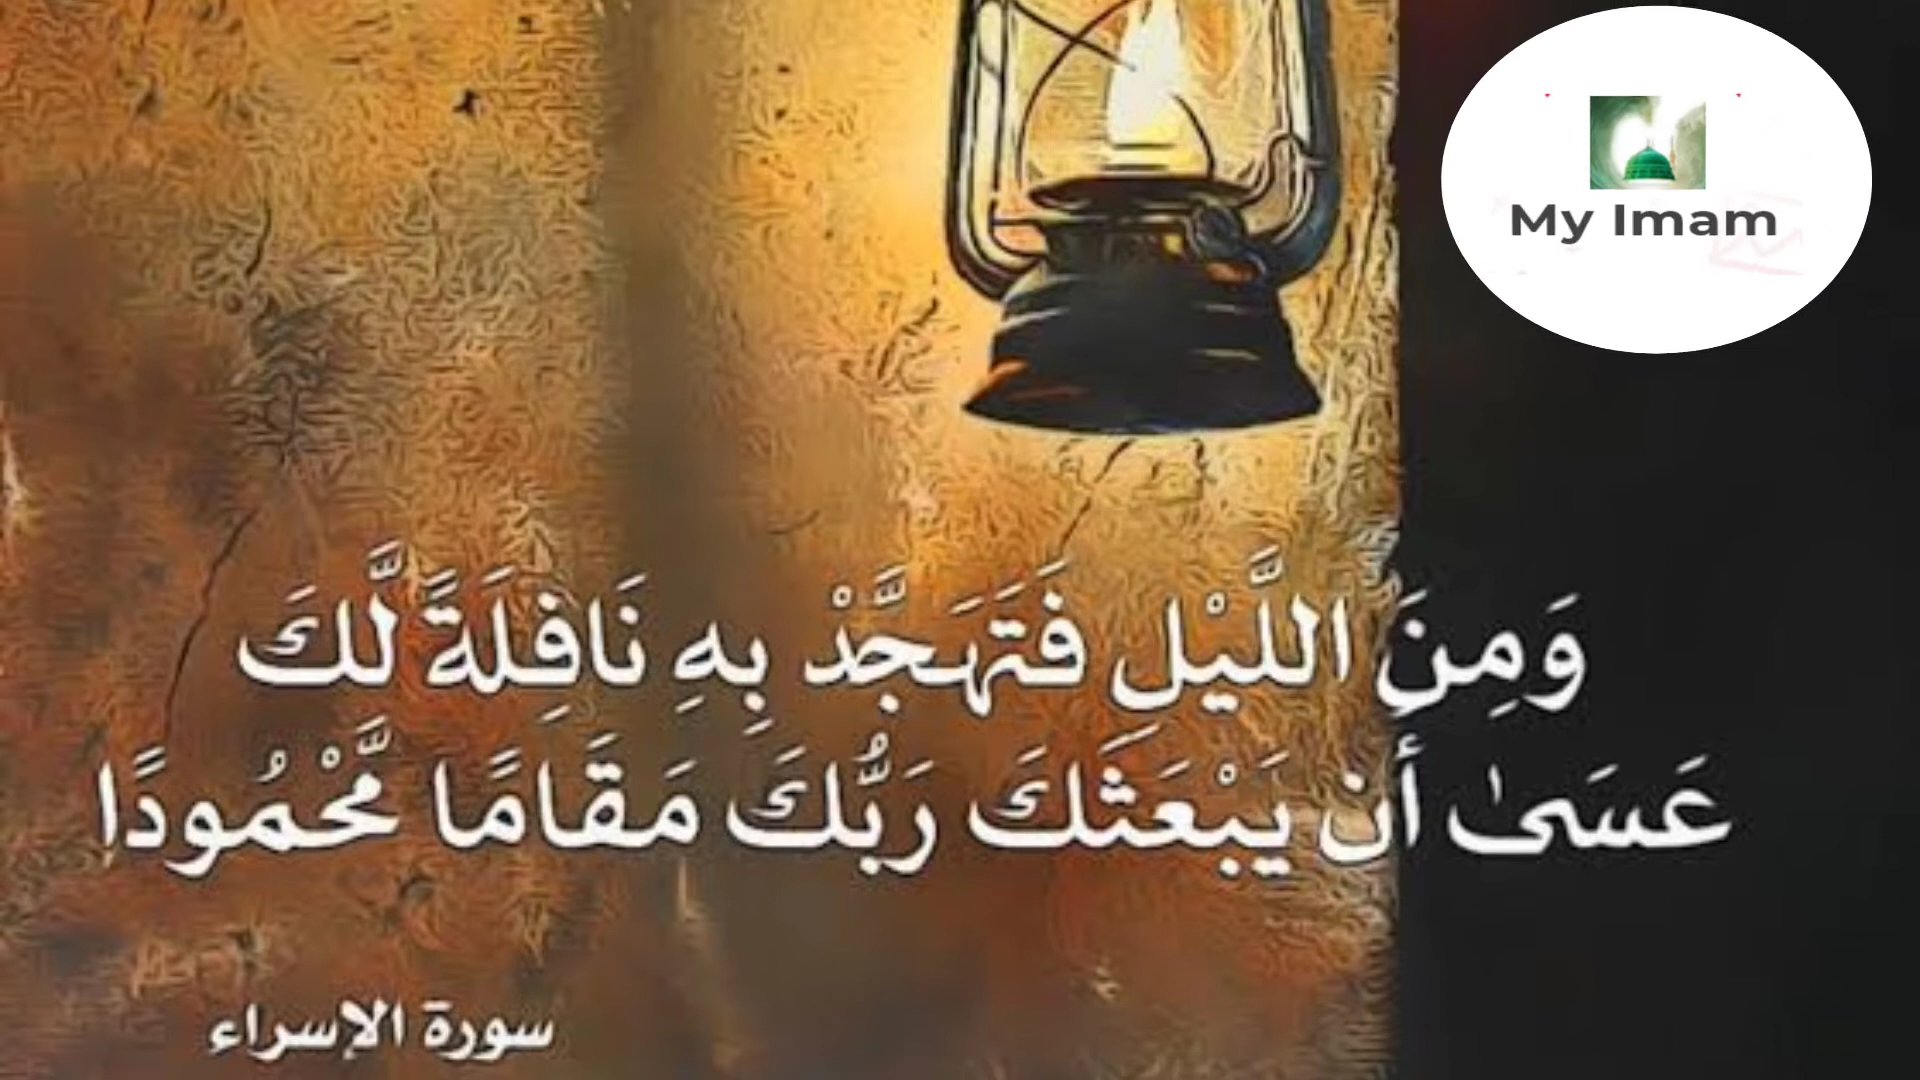 My Imam
وَمِنَ اللَّيْلِ فَتَهَجَّدْ بِهِ نَافِلَةً لَّكَ
عَسَىٰ أَن يَبْعَثَكَ رَبُّكَ مَقَامًا مَّحْمُودًا
سورة الإسراء